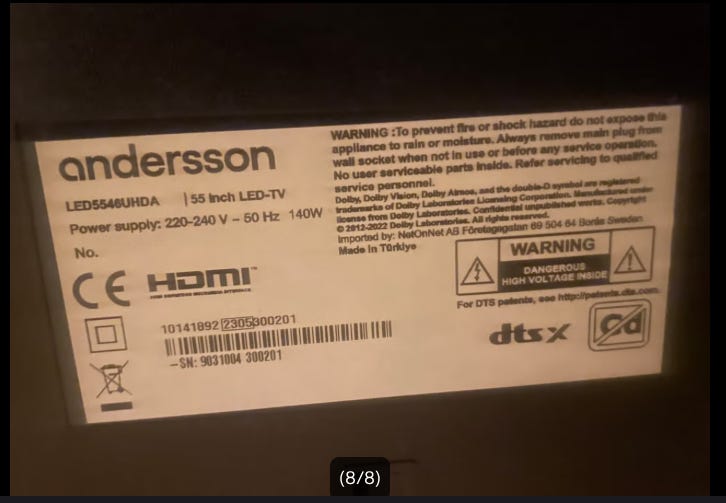 andersson
LED5546UHDA | 55 Inch LED-TV
Power supply: 220-240 V ~ 50 Hz 140W
No.
CE HDMI™
HIGH DEFINITION MULTIMEDIA INTERFACE
10141892 2305300201
-SN: 9031004 300201
WARNING :To prevent fire or shock hazard do not expose this
appliance to rain or moisture. Always remove main plug from
wall socket when not in use or before any service operation.
No user serviceable parts inside. Refer servicing to qualified
service personnel.
Dolby, Dolby Vision, Dolby Atmos, and the double-D symbol are registered
trademarks of Dolby Laboratories Licensing Corporation. Manufactured under
license from Dolby Laboratories. Confidential unpublished works. Copyright
© 2012-2022 Dolby Laboratories. All rights reserved.
Imported by: NetOnNet AB Företagsgatan 69 504 64 Borås Sweden
Made in Türkiye
WARNING
DANGEROUS
HIGH VOLTAGE INSIDE
For DTS patents, see http://patents.dts.com.
dts X
Cd
(8/8)